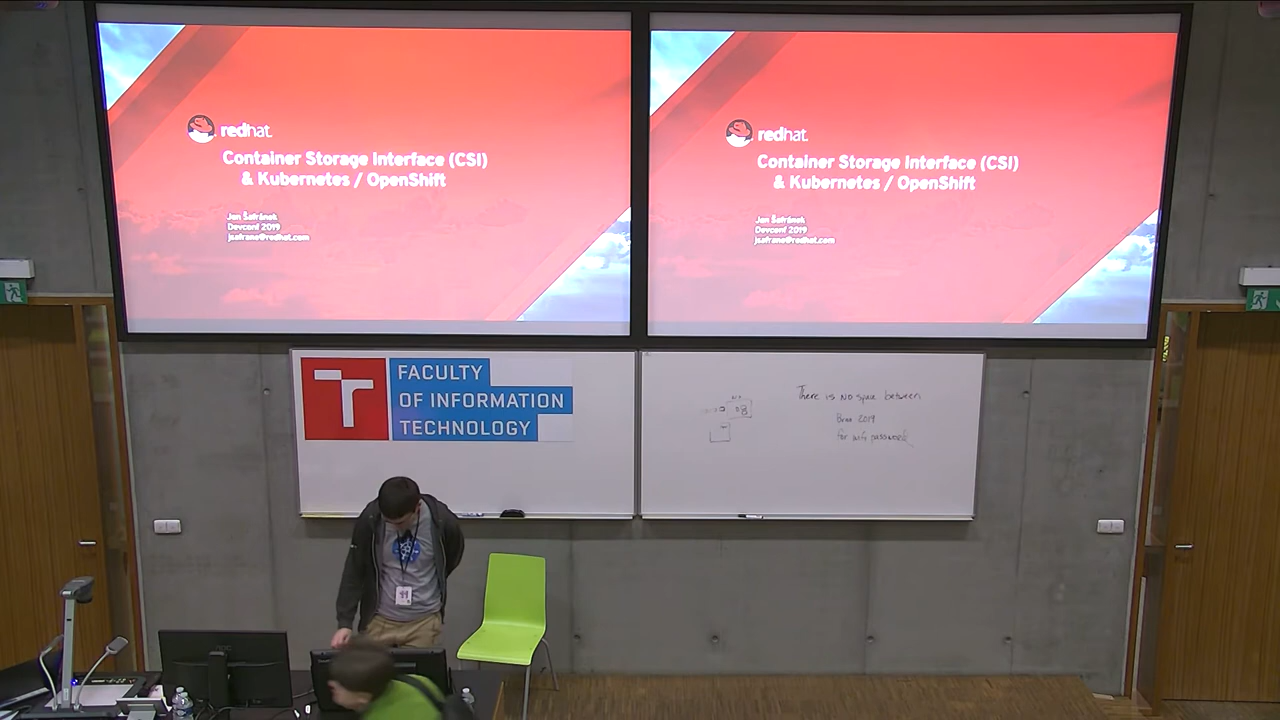 redhat.
Container Storage Interface (CSI)
& Kubernetes / OpenShift
Jan Šafránek
Devconf 2019
jsafrane@redhat.com
redhat.
Container Storage Interface (CSI)
& Kubernetes / OpenShift
Jan Šafránek
Devconf 2019
jsafrane@redhat.com
FACULTY
OF INFORMATION
TECHNOLOGY
There is NO space between
Brno 2019
for wifi password